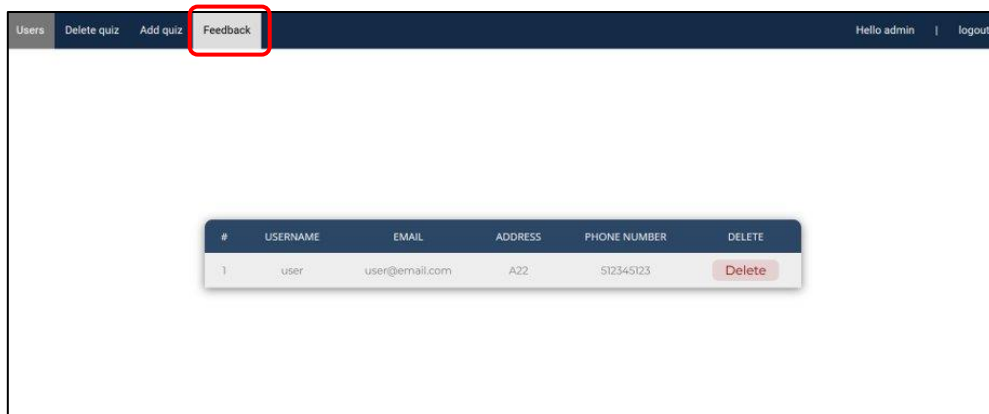 Users Delete quiz Add quiz Feedback Hello admin | logout
# USERNAME EMAIL ADDRESS PHONE NUMBER DELETE
1 user user@email.com A22 512345123 Delete